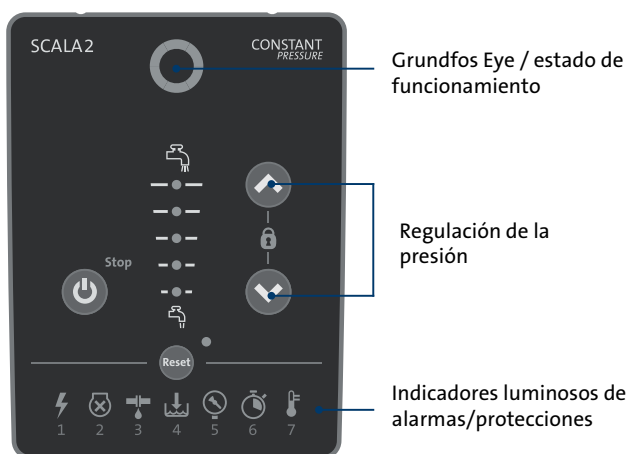 SCALA2
CONSTANT
PRESSURE
Grundfos Eye / estado de
funcionamiento
Regulación de la
presión
Stop
Reset
Indicadores luminosos de
alarmas/protecciones
1 2 3 4 5 6 7